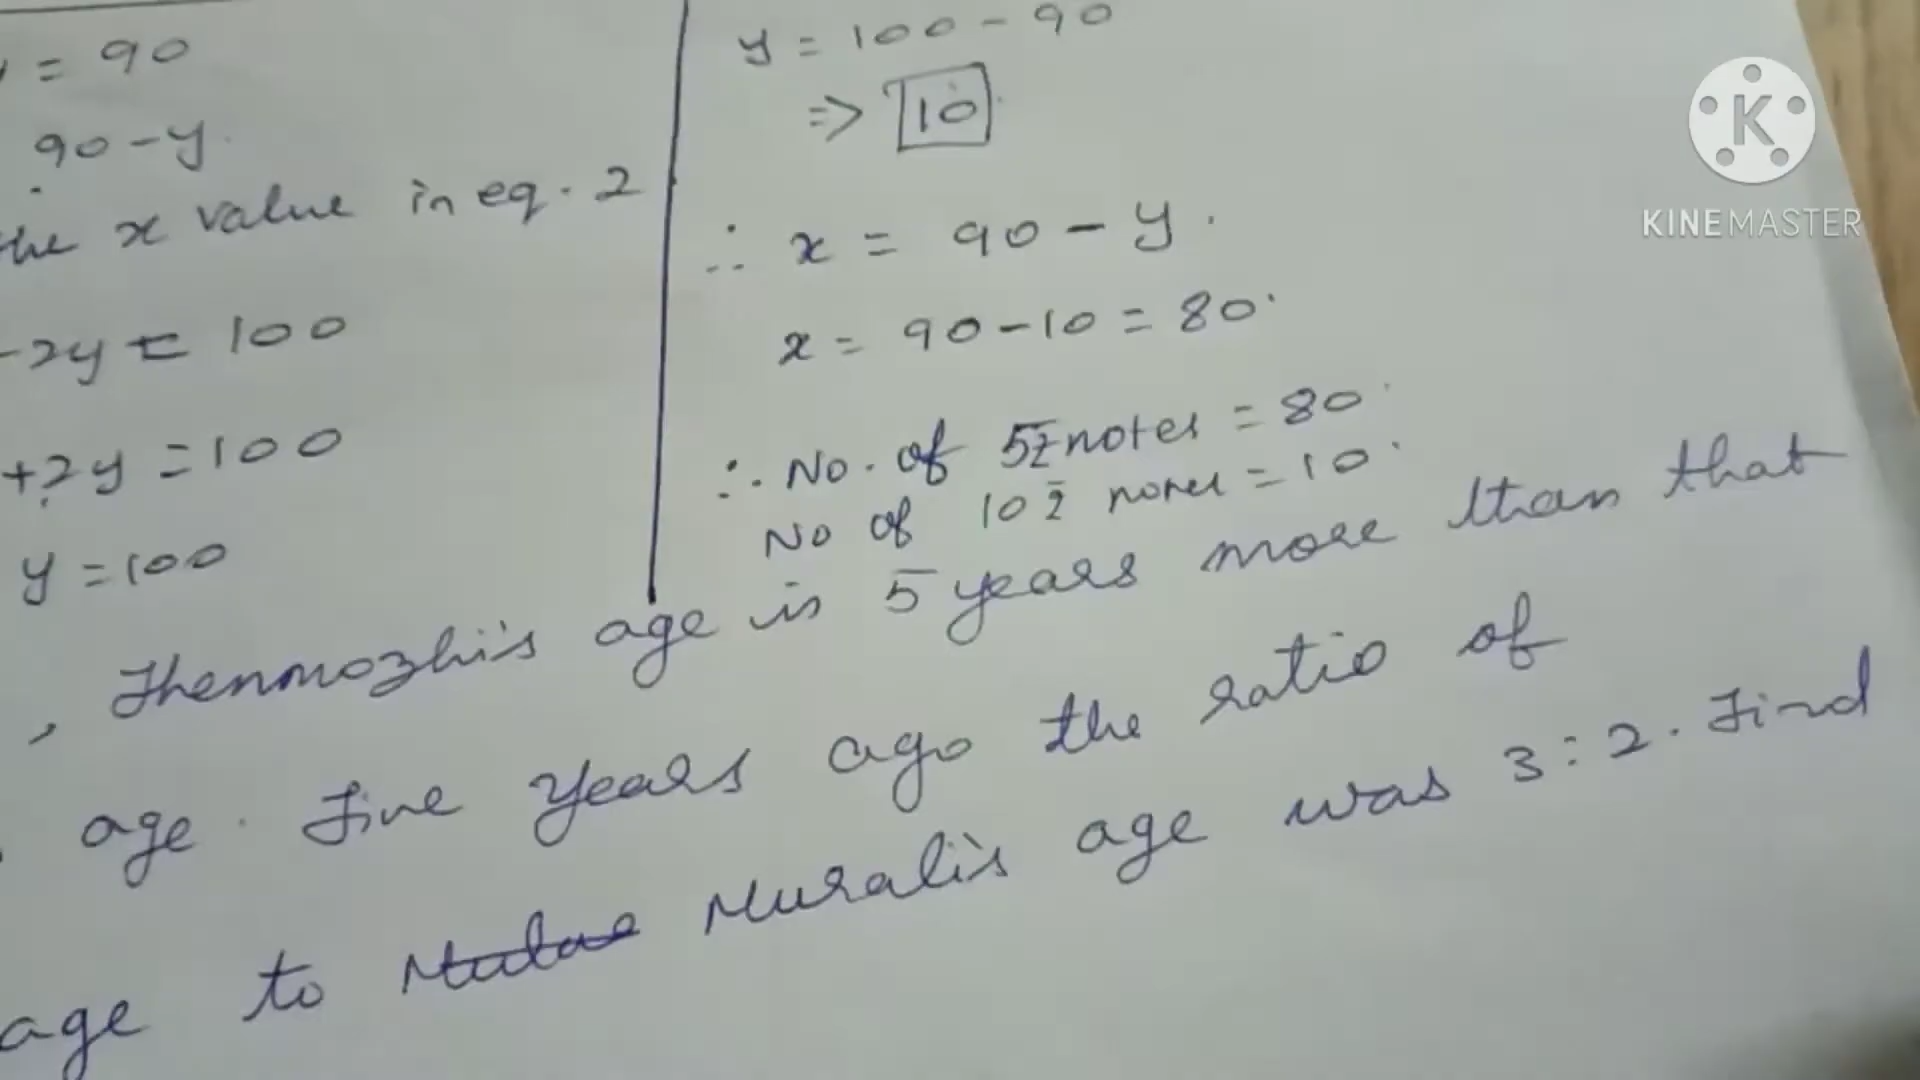 = 90
90 - y.
the x value in eq. 2
- 2y = 100
+2y = 100
y = 100
y = 100 - 90
⇒ 10
∴ x = 90 - y.
x = 90 - 10 = 80.
∴ No. of 5₹ notes = 80.
No of 10₹ notes = 10.
, Thenmozhi's age is 5 years more than that
age. Five years ago the ratio of
age to Muralis age was 3:2. Find
K
KINEMASTER